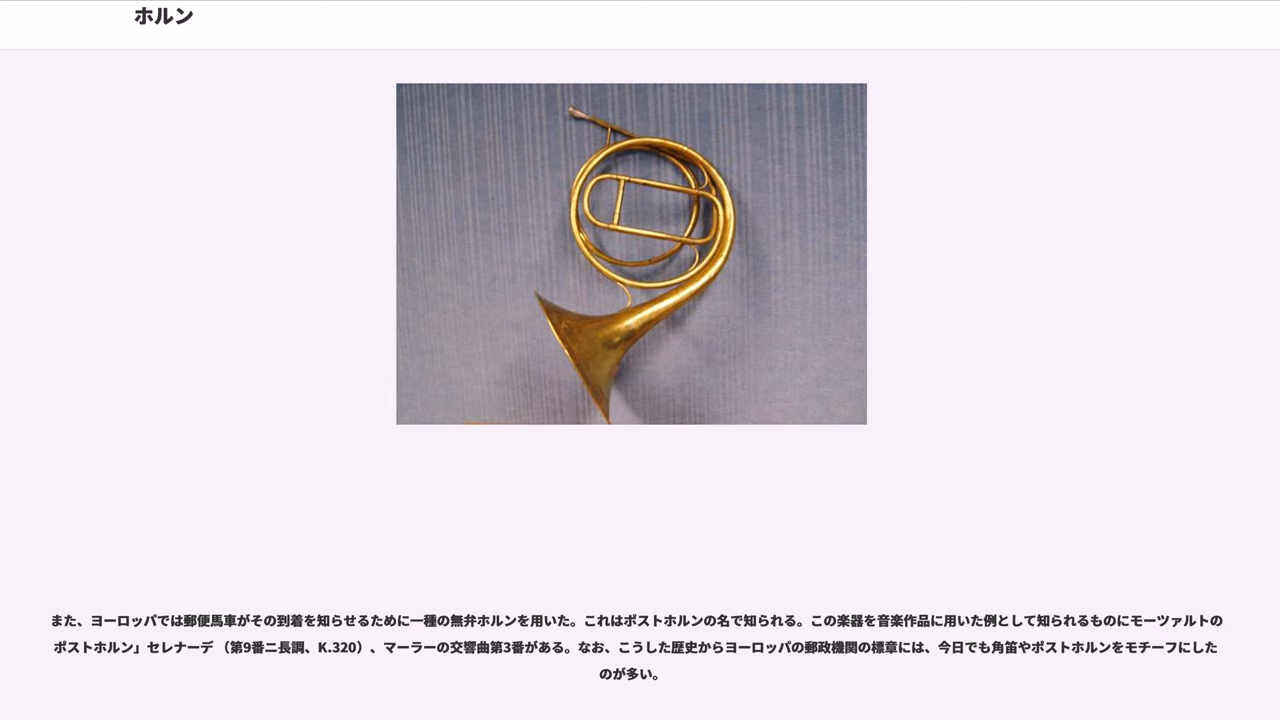 ホルン
また、ヨーロッパでは郵便馬車がその到着を知らせるために一種の無弁ホルンを用いた。これはポストホルンの名で知られる。この楽器を音楽作品に用いた例として知られるものにモーツァルトの
ポストホルン」セレナーデ （第9番ニ長調、K.320）、マーラーの交響曲第3番がある。なお、こうした歴史からヨーロッパの郵政機関の標章には、今日でも角笛やポストホルンをモチーフにした
のが多い。